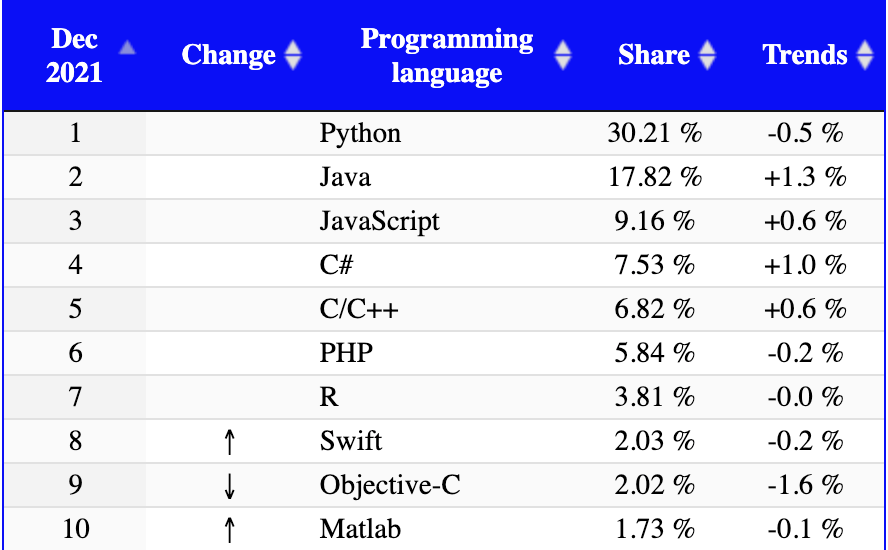 Dec 2021 Change Programming language Share Trends
1 Python 30.21 % -0.5 %
2 Java 17.82 % +1.3 %
3 JavaScript 9.16 % +0.6 %
4 C# 7.53 % +1.0 %
5 C/C++ 6.82 % +0.6 %
6 PHP 5.84 % -0.2 %
7 R 3.81 % -0.0 %
8 ↑ Swift 2.03 % -0.2 %
9 ↓ Objective-C 2.02 % -1.6 %
10 ↑ Matlab 1.73 % -0.1 %